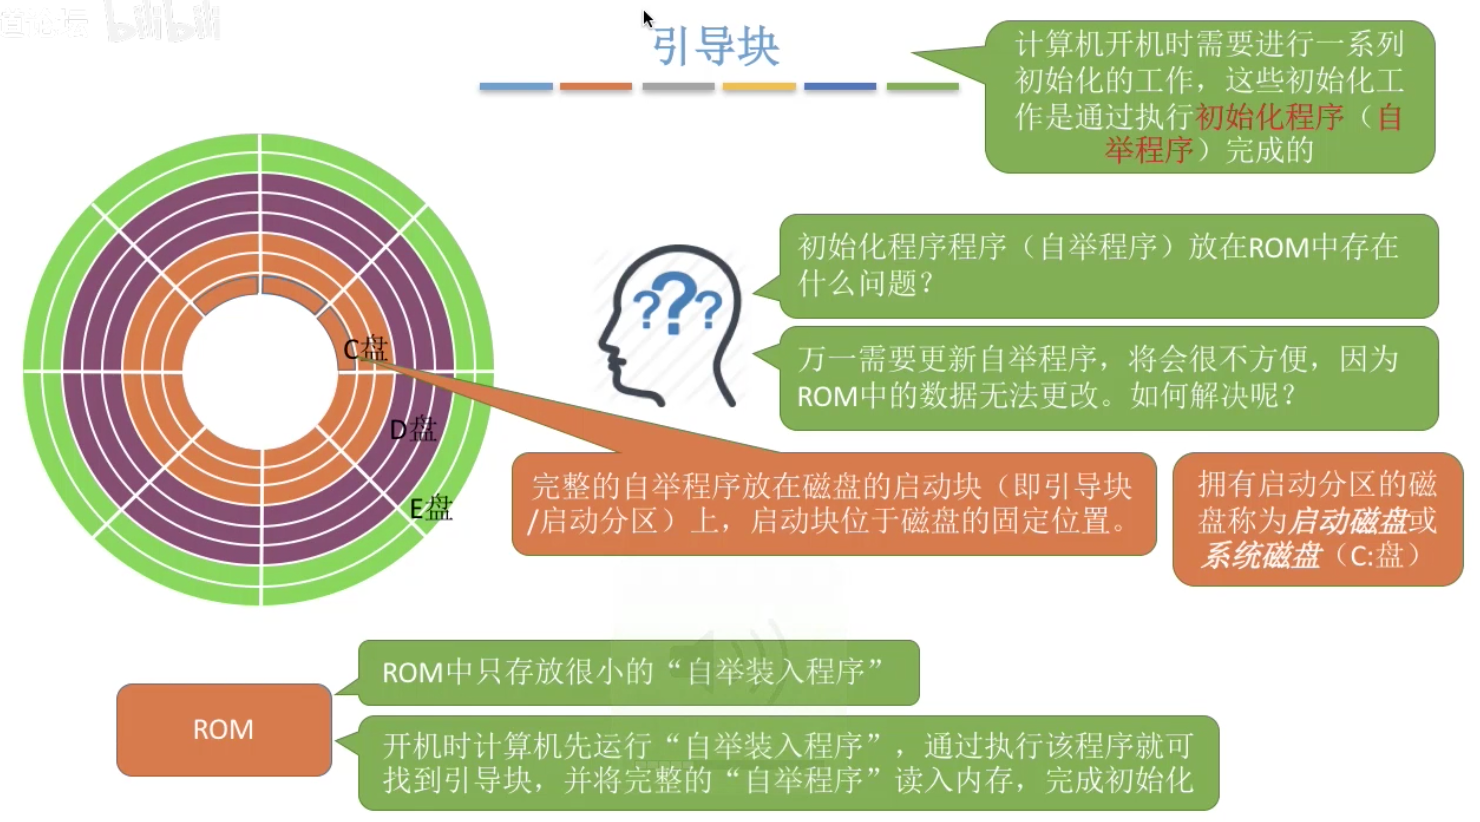 bilibili
引导块
计算机开机时需要进行一系列
初始化的工作，这些初始化工
作是通过执行初始化程序（自
举程序）完成的
初始化程序程序（自举程序）放在ROM中存在
什么问题？
???
万一需要更新自举程序，将会很不方便，因为
ROM中的数据无法更改。如何解决呢？
C盘
D盘
E盘
完整的自举程序放在磁盘的启动块（即引导块
/启动分区）上，启动块位于磁盘的固定位置。
拥有启动分区的磁
盘称为启动磁盘或
系统磁盘（C:盘）
ROM中只存放很小的“自举装入程序”
ROM
开机时计算机先运行“自举装入程序”，通过执行该程序就可
找到引导块，并将完整的“自举程序”读入内存，完成初始化